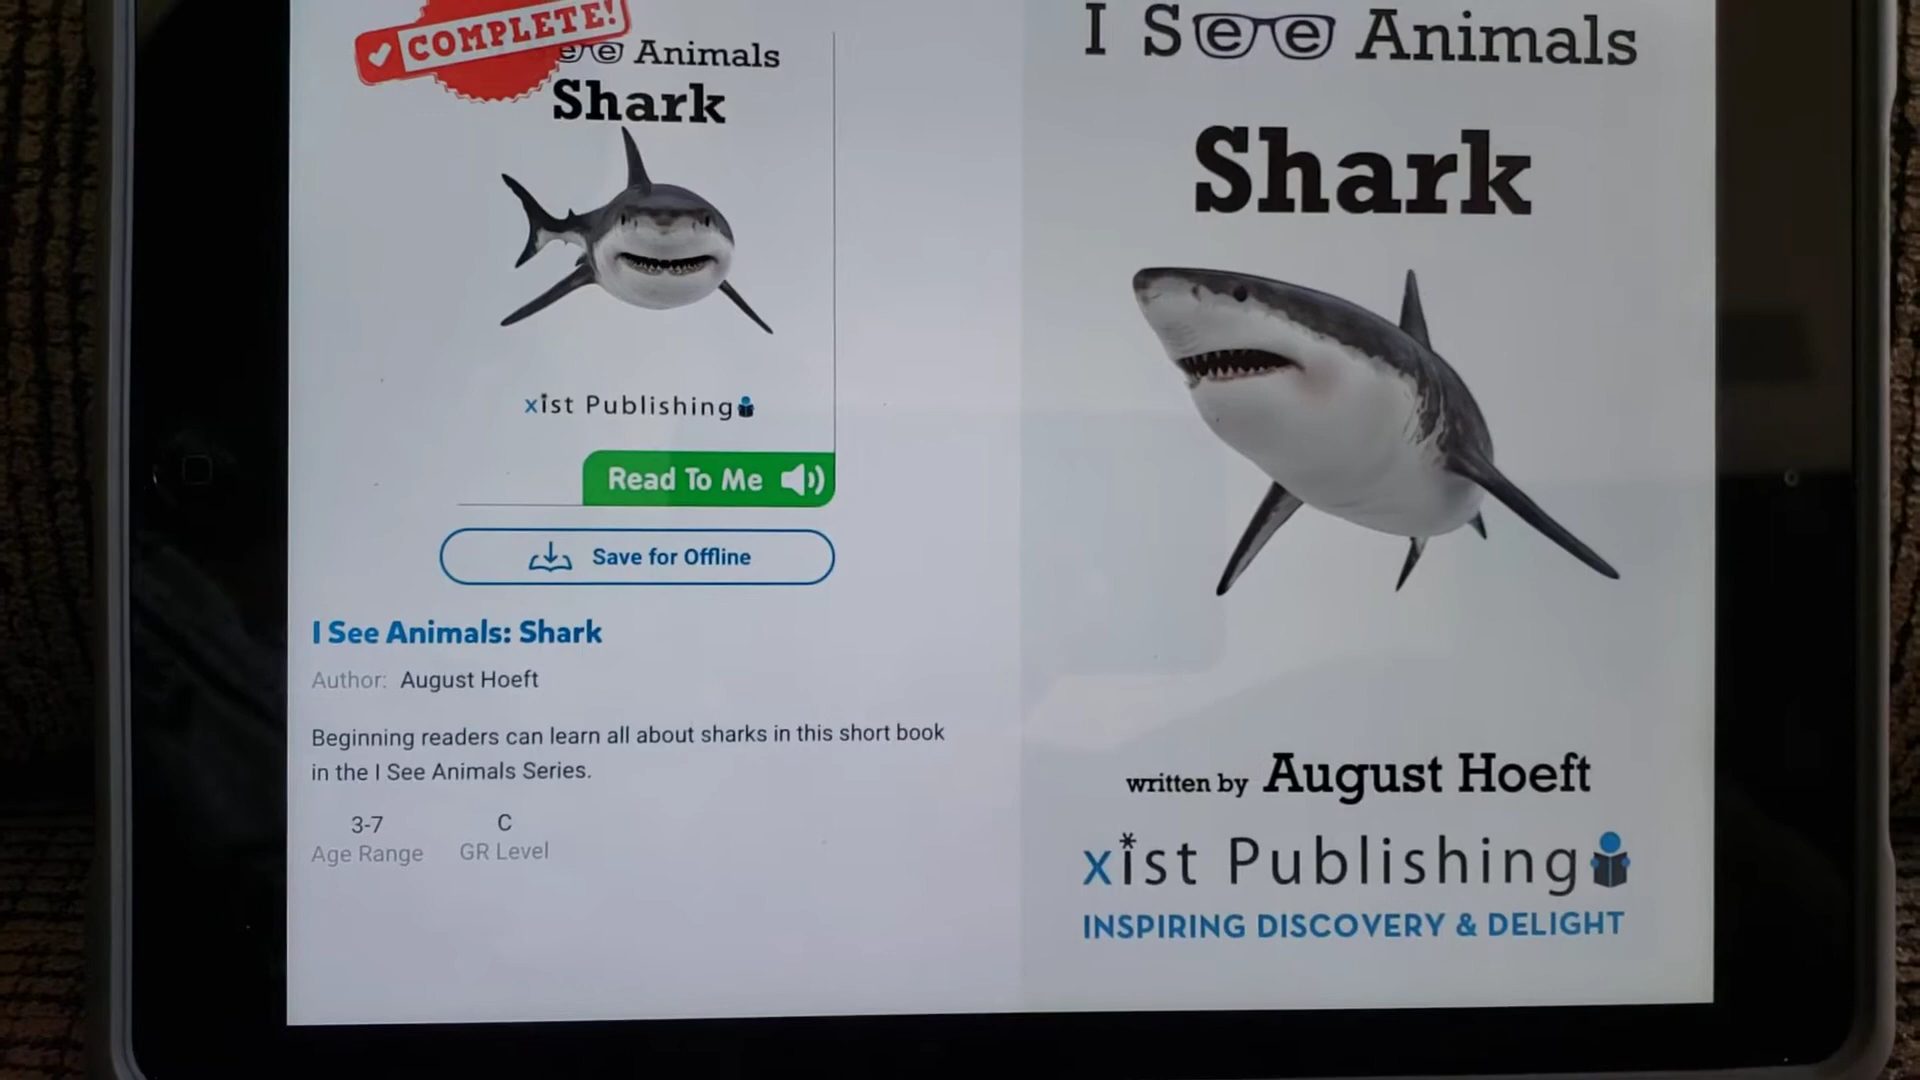 COMPLETE!
ee Animals
Shark
xist Publishing
Read To Me
Save for Offline
I See Animals: Shark
Author: August Hoeft
Beginning readers can learn all about sharks in this short book
in the I See Animals Series.
3-7
Age Range
C
GR Level
I See Animals
Shark
written by August Hoeft
xist Publishing
INSPIRING DISCOVERY & DELIGHT